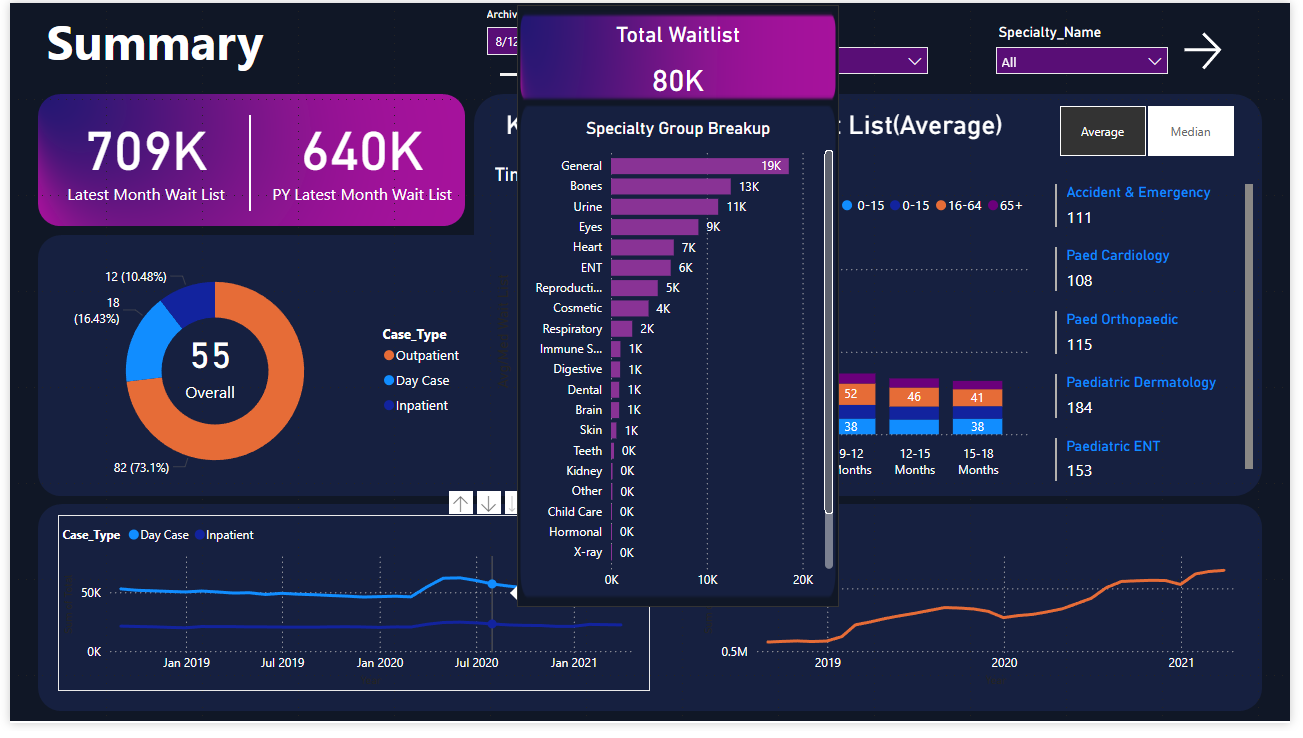 Summary
Archiv
8/12
Specialty_Name
All
709K
Latest Month Wait List
640K
PY Latest Month Wait List
Total Waitlist
80K
Specialty Group Breakup
General 19K
Bones 13K
Urine 11K
Eyes 9K
Heart 7K
ENT 6K
Reproducti... 5K
Cosmetic 4K
Respiratory 2K
Immune S... 1K
Digestive 1K
Dental 1K
Brain 1K
Skin 1K
Teeth 0K
Kidney 0K
Other 0K
Child Care 0K
Hormonal 0K
X-ray 0K
0K 10K 20K
K
t List(Average)
Tim
Average
Median
0-15 0-15 16-64 65+
52
38
46
41
38
9-12
Months
12-15
Months
15-18
Months
Accident & Emergency
111
Paed Cardiology
108
Paed Orthopaedic
115
Paediatric Dermatology
184
Paediatric ENT
153
12 (10.48%)
18
(16.43%)
82 (73.1%)
55
Overall
Case_Type
Outpatient
Day Case
Inpatient
Case_Type Day Case Inpatient
50K
0K
Jan 2019 Jul 2019 Jan 2020 Jul 2020 Jan 2021
0.5M
2019 2020 2021